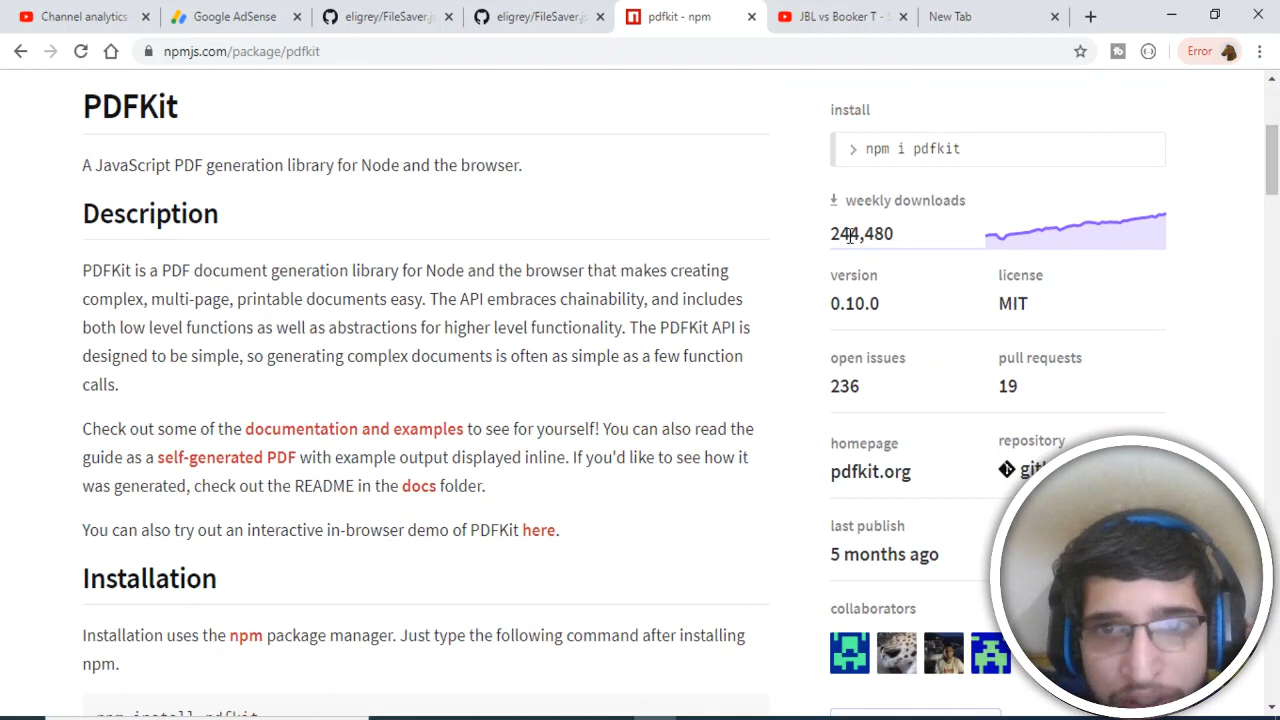 Channel analytics
Google AdSense
eligrey/FileSaver.js
eligrey/FileSaver.js
pdfkit - npm
JBL vs Booker T - S
New Tab
npmjs.com/package/pdfkit
Error
PDFKit
A JavaScript PDF generation library for Node and the browser.
Description
PDFKit is a PDF document generation library for Node and the browser that makes creating
complex, multi-page, printable documents easy. The API embraces chainability, and includes
both low level functions as well as abstractions for higher level functionality. The PDFKit API is
designed to be simple, so generating complex documents is often as simple as a few function
calls.
Check out some of the documentation and examples to see for yourself! You can also read the
guide as a self-generated PDF with example output displayed inline. If you'd like to see how it
was generated, check out the README in the docs folder.
You can also try out an interactive in-browser demo of PDFKit here.
Installation
Installation uses the npm package manager. Just type the following command after installing
npm.
npm install pdfkit
install
> npm i pdfkit
weekly downloads
244,480
version
license
0.10.0
MIT
open issues
pull requests
236
19
homepage
repository
pdfkit.org
last publish
5 months ago
collaborators